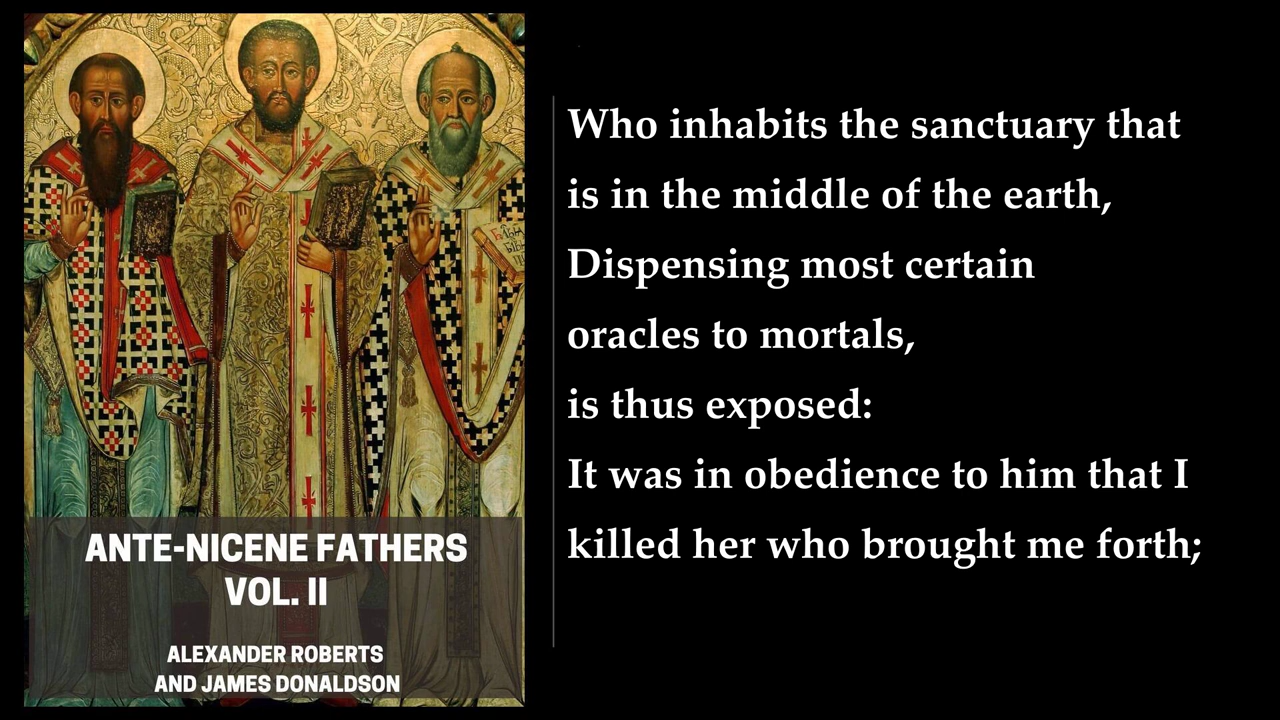 ANTE-NICENE FATHERS
VOL. II
ALEXANDER ROBERTS
AND JAMES DONALDSON
Who inhabits the sanctuary that
is in the middle of the earth,
Dispensing most certain
oracles to mortals,
is thus exposed:
It was in obedience to him that I
killed her who brought me forth;